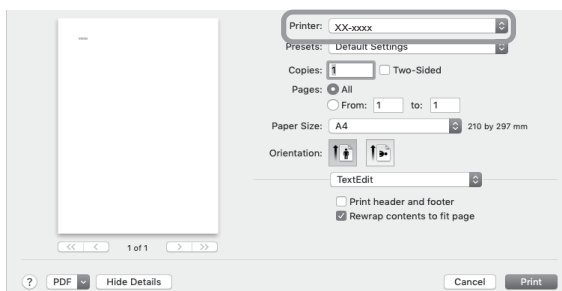 Printer: XX-xxxx
Presets: Default Settings
Copies: 1 Two-Sided
Pages: All
From: 1 to: 1
Paper Size: A4 210 by 297 mm
Orientation:
TextEdit
Print header and footer
Rewrap contents to fit page
<< < 1 of 1 > >>
? PDF Hide Details Cancel Print